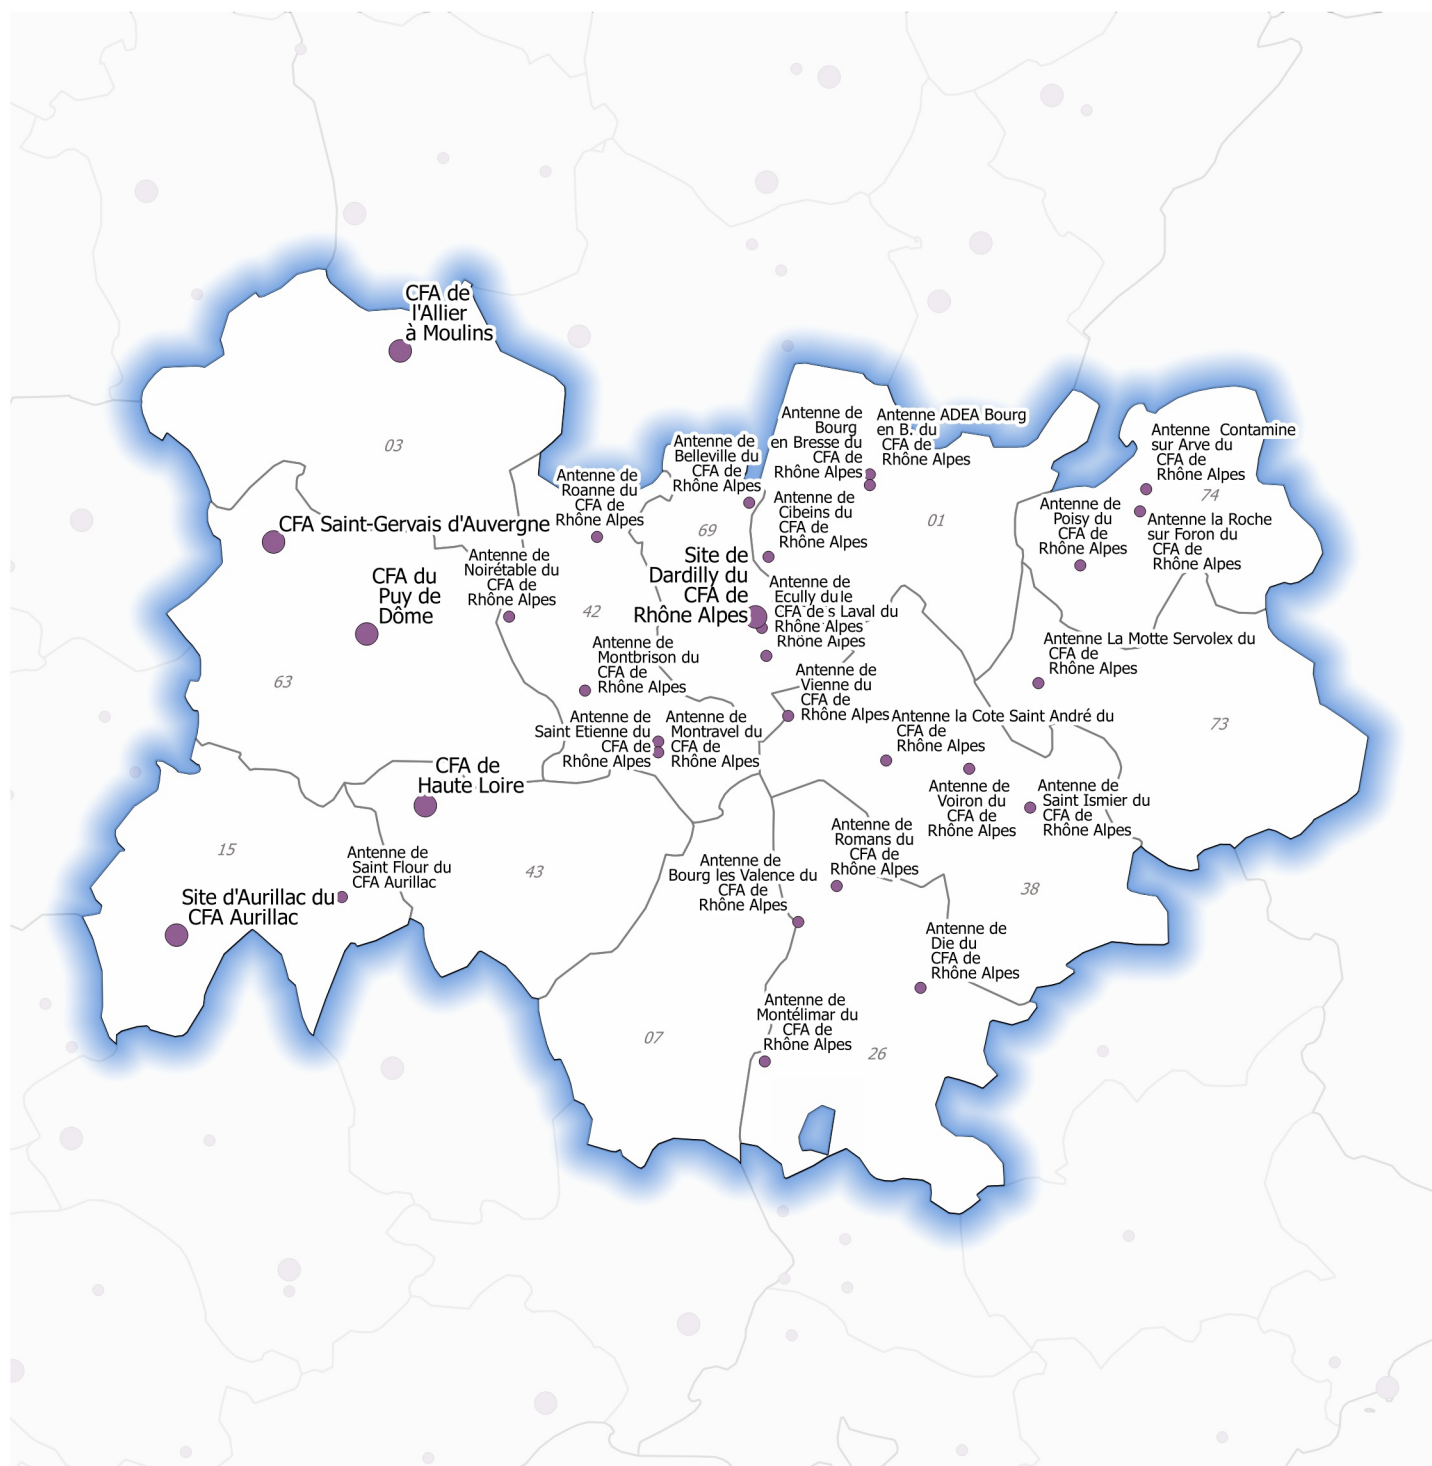 CFA de
l'Allier
à Moulins
03
CFA Saint-Gervais d'Auvergne
CFA du
Puy de
Dôme
63
Antenne de
Noirétable du
CFA de
Rhône Alpes
Antenne de
Roanne du
CFA de
Rhône Alpes
42
Antenne de
Belleville du
CFA de
Rhône Alpes
69
Antenne de
Bourg
en Bresse du
CFA de
Rhône Alpes
Antenne ADEA Bourg
en B. du
CFA de
Rhône Alpes
Antenne de
Cibeins du
CFA de
Rhône Alpes
01
Site de
Dardilly du
CFA de
Rhône Alpes
Antenne de
Ecully du
CFA de
Laval du
Rhône Alpes
Rhône Alpes
Antenne de
Montbrison du
CFA de
Rhône Alpes
Antenne de
Saint Etienne du
CFA de
Rhône Alpes
Antenne de
Montravel du
CFA de
Rhône Alpes
Antenne de
Vienne du
CFA de
Rhône Alpes
Antenne la Cote Saint André du
CFA de
Rhône Alpes
Antenne Contamine
sur Arve du
CFA de
Rhône Alpes
74
Antenne de
Poisy du
CFA de
Rhône Alpes
Antenne la Roche
sur Foron du
CFA de
Rhône Alpes
Antenne La Motte Servolex du
CFA de
Rhône Alpes
73
Antenne de
Voiron du
CFA de
Rhône Alpes
Antenne de
Saint Ismier du
CFA de
Rhône Alpes
38
CFA de
Haute Loire
43
15
Antenne de
Saint Flour du
CFA Aurillac
Site d'Aurillac du
CFA Aurillac
Antenne de
Romans du
CFA de
Rhône Alpes
Antenne de
Bourg les Valence du
CFA de
Rhône Alpes
Antenne de
Die du
CFA de
Rhône Alpes
Antenne de
Montélimar du
CFA de
Rhône Alpes
07
26